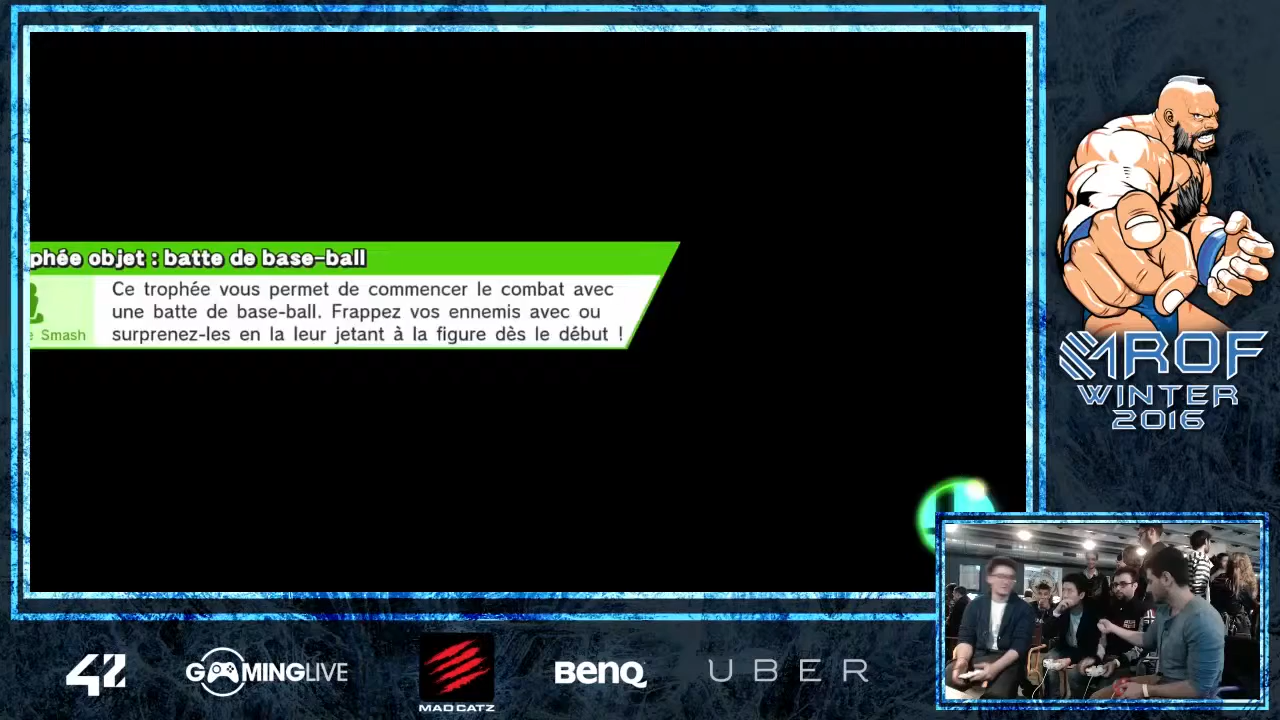 phée objet : batte de base-ball
Ce trophée vous permet de commencer le combat avec
une batte de base-ball. Frappez vos ennemis avec ou
surprenez-les en la leur jetant à la figure dès le début !
e Smash
MROF
WINTER
2016
42
GAMINGLIVE
MAD CATZ
BenQ
UBER